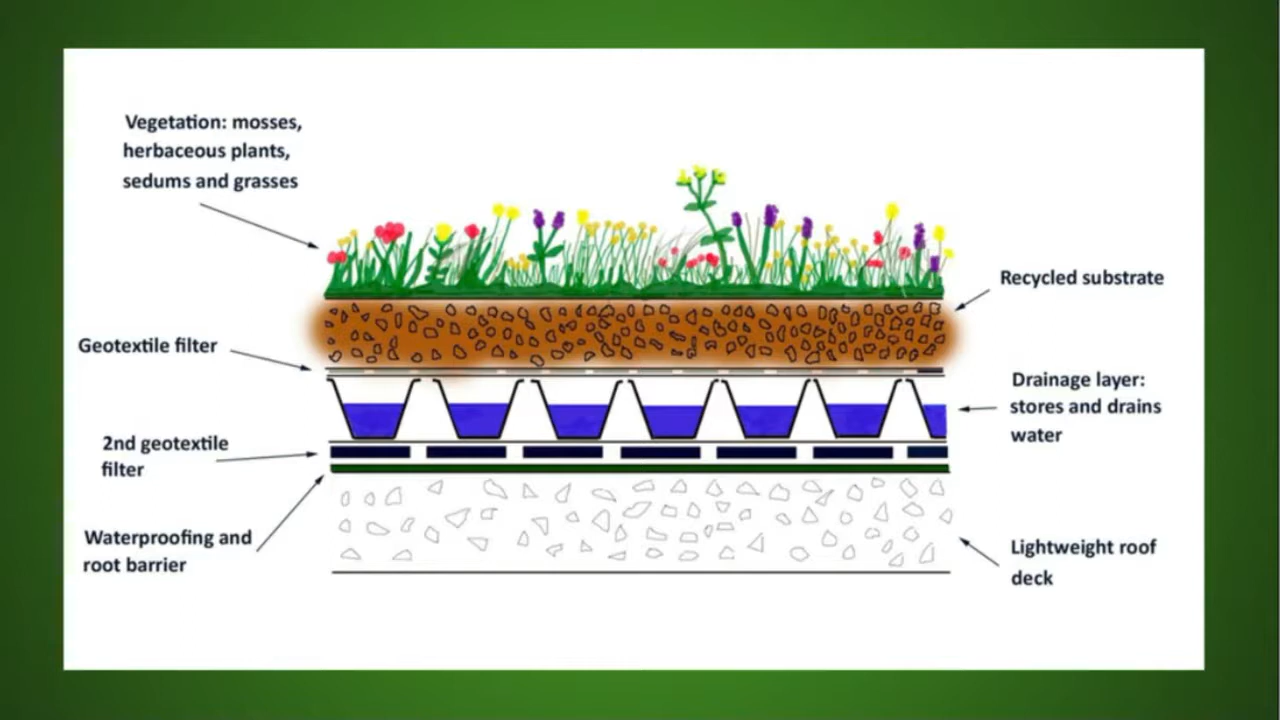 Vegetation: mosses,
herbaceous plants,
sedums and grasses
Recycled substrate
Geotextile filter
Drainage layer:
stores and drains
water
2nd geotextile
filter
Waterproofing and
root barrier
Lightweight roof
deck